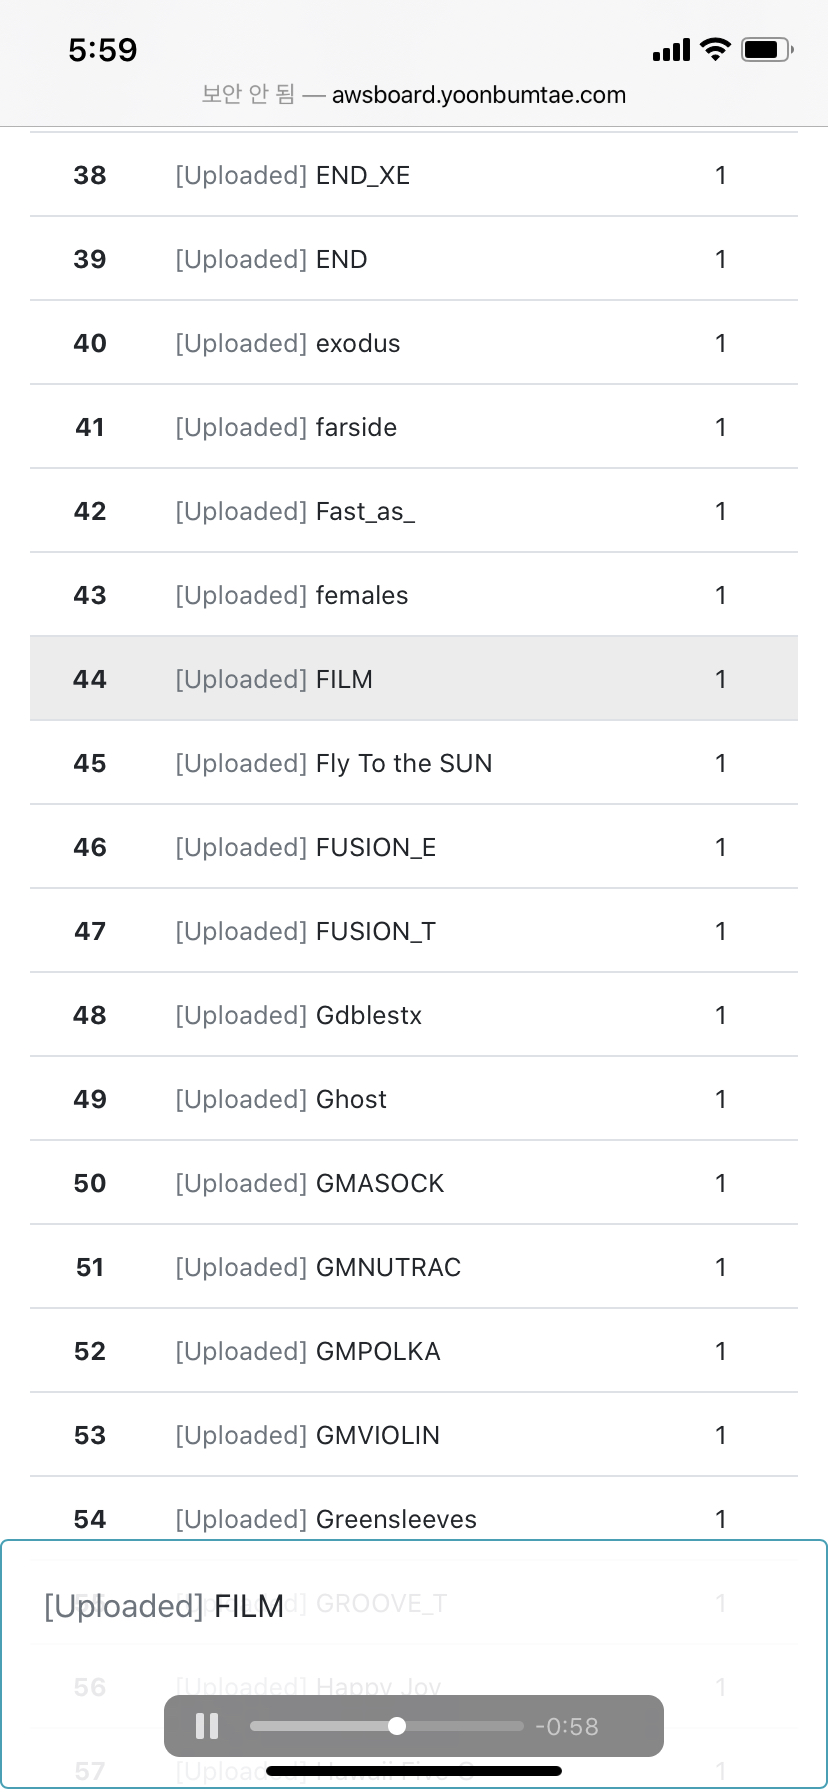 5:59
보안 안 됨 — awsboard.yoonbumtae.com
38 [Uploaded] END_XE 1
39 [Uploaded] END 1
40 [Uploaded] exodus 1
41 [Uploaded] farside 1
42 [Uploaded] Fast_as_ 1
43 [Uploaded] females 1
44 [Uploaded] FILM 1
45 [Uploaded] Fly To the SUN 1
46 [Uploaded] FUSION_E 1
47 [Uploaded] FUSION_T 1
48 [Uploaded] Gdblestx 1
49 [Uploaded] Ghost 1
50 [Uploaded] GMASOCK 1
51 [Uploaded] GMNUTRAC 1
52 [Uploaded] GMPOLKA 1
53 [Uploaded] GMVIOLIN 1
54 [Uploaded] Greensleeves 1
[Uploaded] FILM
55 [Uploaded] GROOVE_T 1
56 [Uploaded] Happy Joy 1
-0:58
57 [Uploaded] Hawaii Five-O 1